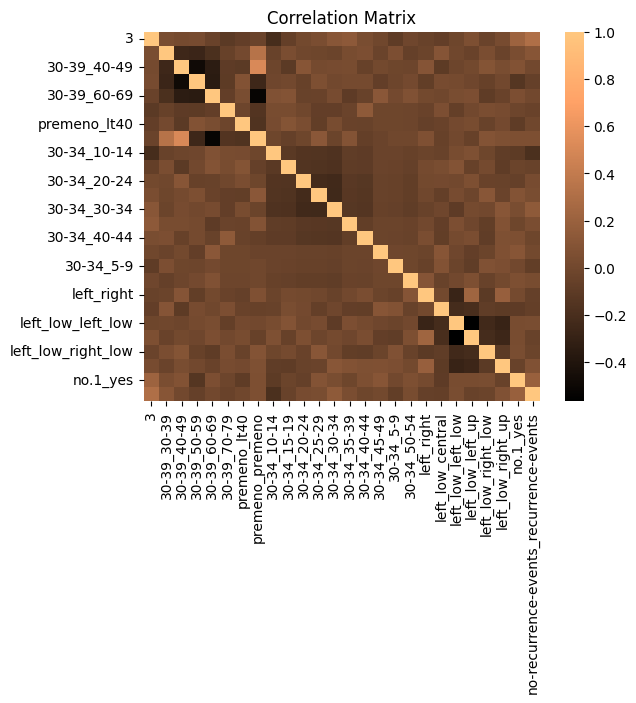 Correlation Matrix
3
30-39_40-49
30-39_60-69
premeno_lt40
30-34_10-14
30-34_20-24
30-34_30-34
30-34_40-44
30-34_5-9
left_right
left_low_left_low
left_low_right_low
no.1_yes
1.0
0.8
0.6
0.4
0.2
0.0
−0.2
−0.4
3
30-39_30-39
30-39_40-49
30-39_50-59
30-39_60-69
30-39_70-79
premeno_lt40
premeno_premeno
30-34_10-14
30-34_15-19
30-34_20-24
30-34_25-29
30-34_30-34
30-34_35-39
30-34_40-44
30-34_45-49
30-34_5-9
30-34_50-54
left_right
left_low_central
left_low_left_low
left_low_left_up
left_low_right_low
left_low_right_up
no.1_yes
no-recurrence-events_recurrence-events